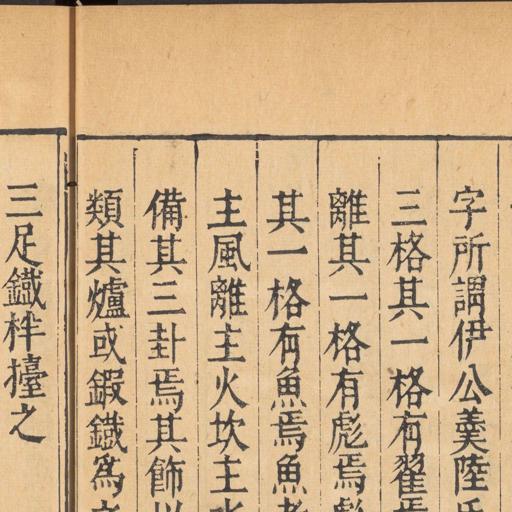 字所謂伊公羹陸
三格其一格有翟焉
離其一格有彪焉彪
其一格有魚焉魚者
主風離主火坎主水
備其三卦焉其飾以
類其爐或鍜鐵為之
三足鐵柈擡之